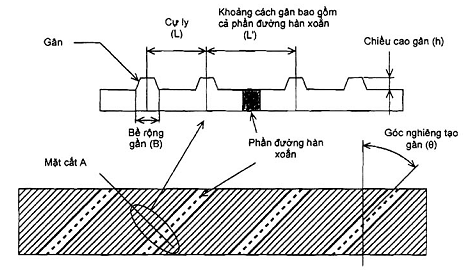 Cự ly
(L)
Khoảng cách gân bao gồm
cả phần đường hàn xoắn
(L')
Gân
Chiều cao gân (h)
Bề rộng
gân (B)
Phần đường hàn
xoắn
Góc nghiêng tạo
gân (θ)
Mặt cắt A